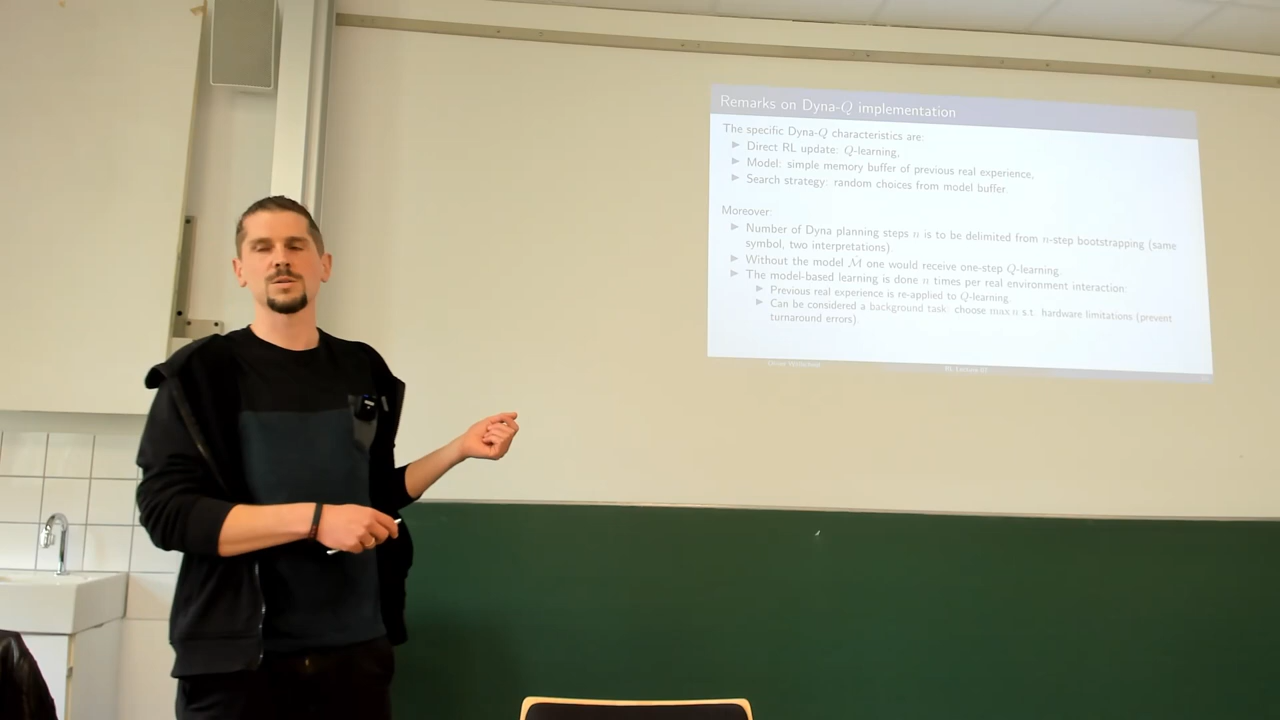 Remarks on Dyna-Q implementation
The specific Dyna-Q characteristics are:
▶ Direct RL update: Q-learning,
▶ Model: simple memory buffer of previous real experience,
▶ Search strategy: random choices from model buffer.
Moreover:
▶ Number of Dyna planning steps n is to be delimited from n-step bootstrapping (same
symbol, two interpretations).
▶ Without the model M̂ one would receive one-step Q-learning.
▶ The model-based learning is done n times per real environment interaction:
▶ Previous real experience is re-applied to Q-learning.
▶ Can be considered a background task: choose max n s.t. hardware limitations (prevent
turnaround errors).
RL Lecture 07